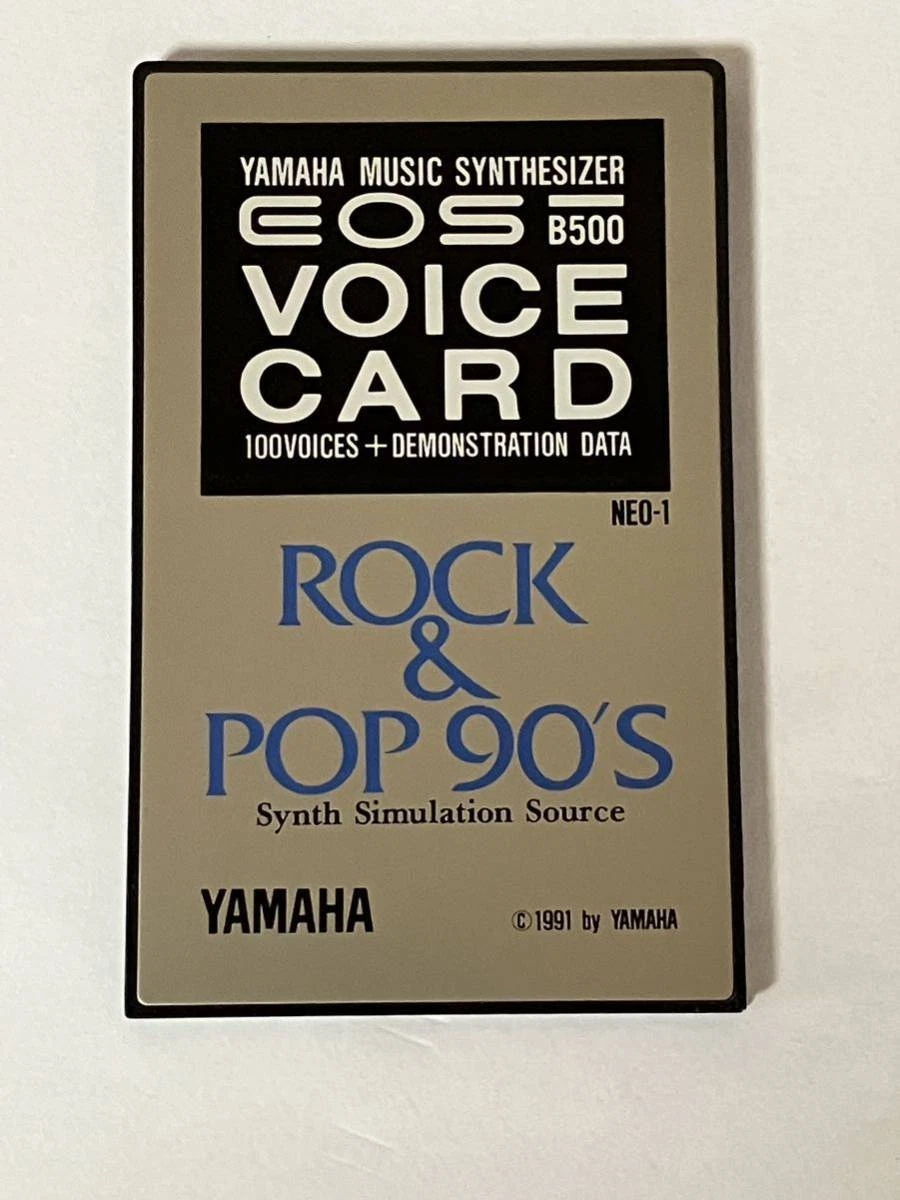 YAMAHA MUSIC SYNTHESIZER
EOS B500
VOICE
CARD
100VOICES+DEMONSTRATION DATA
NEO-1
ROCK
&
POP 90'S
Synth Simulation Source
YAMAHA
©1991 by YAMAHA